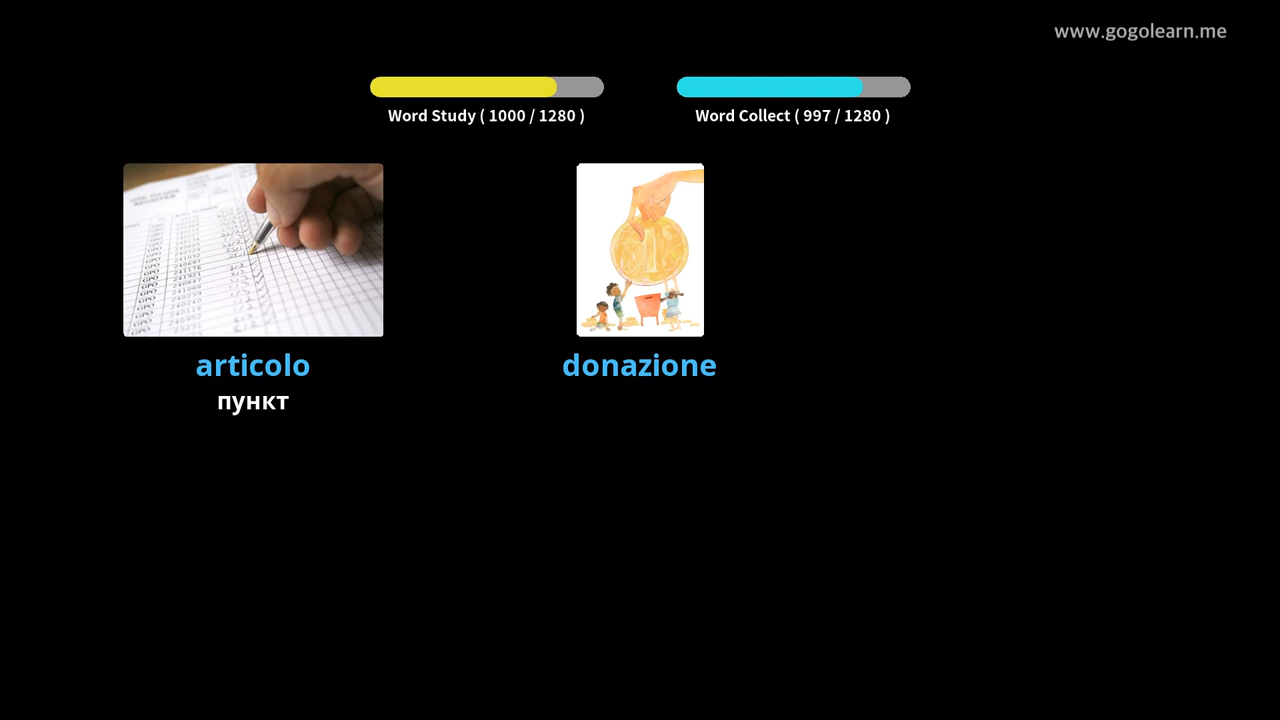 www.gogolearn.me
Word Study ( 1000 / 1280 )
Word Collect ( 997 / 1280 )
articolo
пункт
donazione